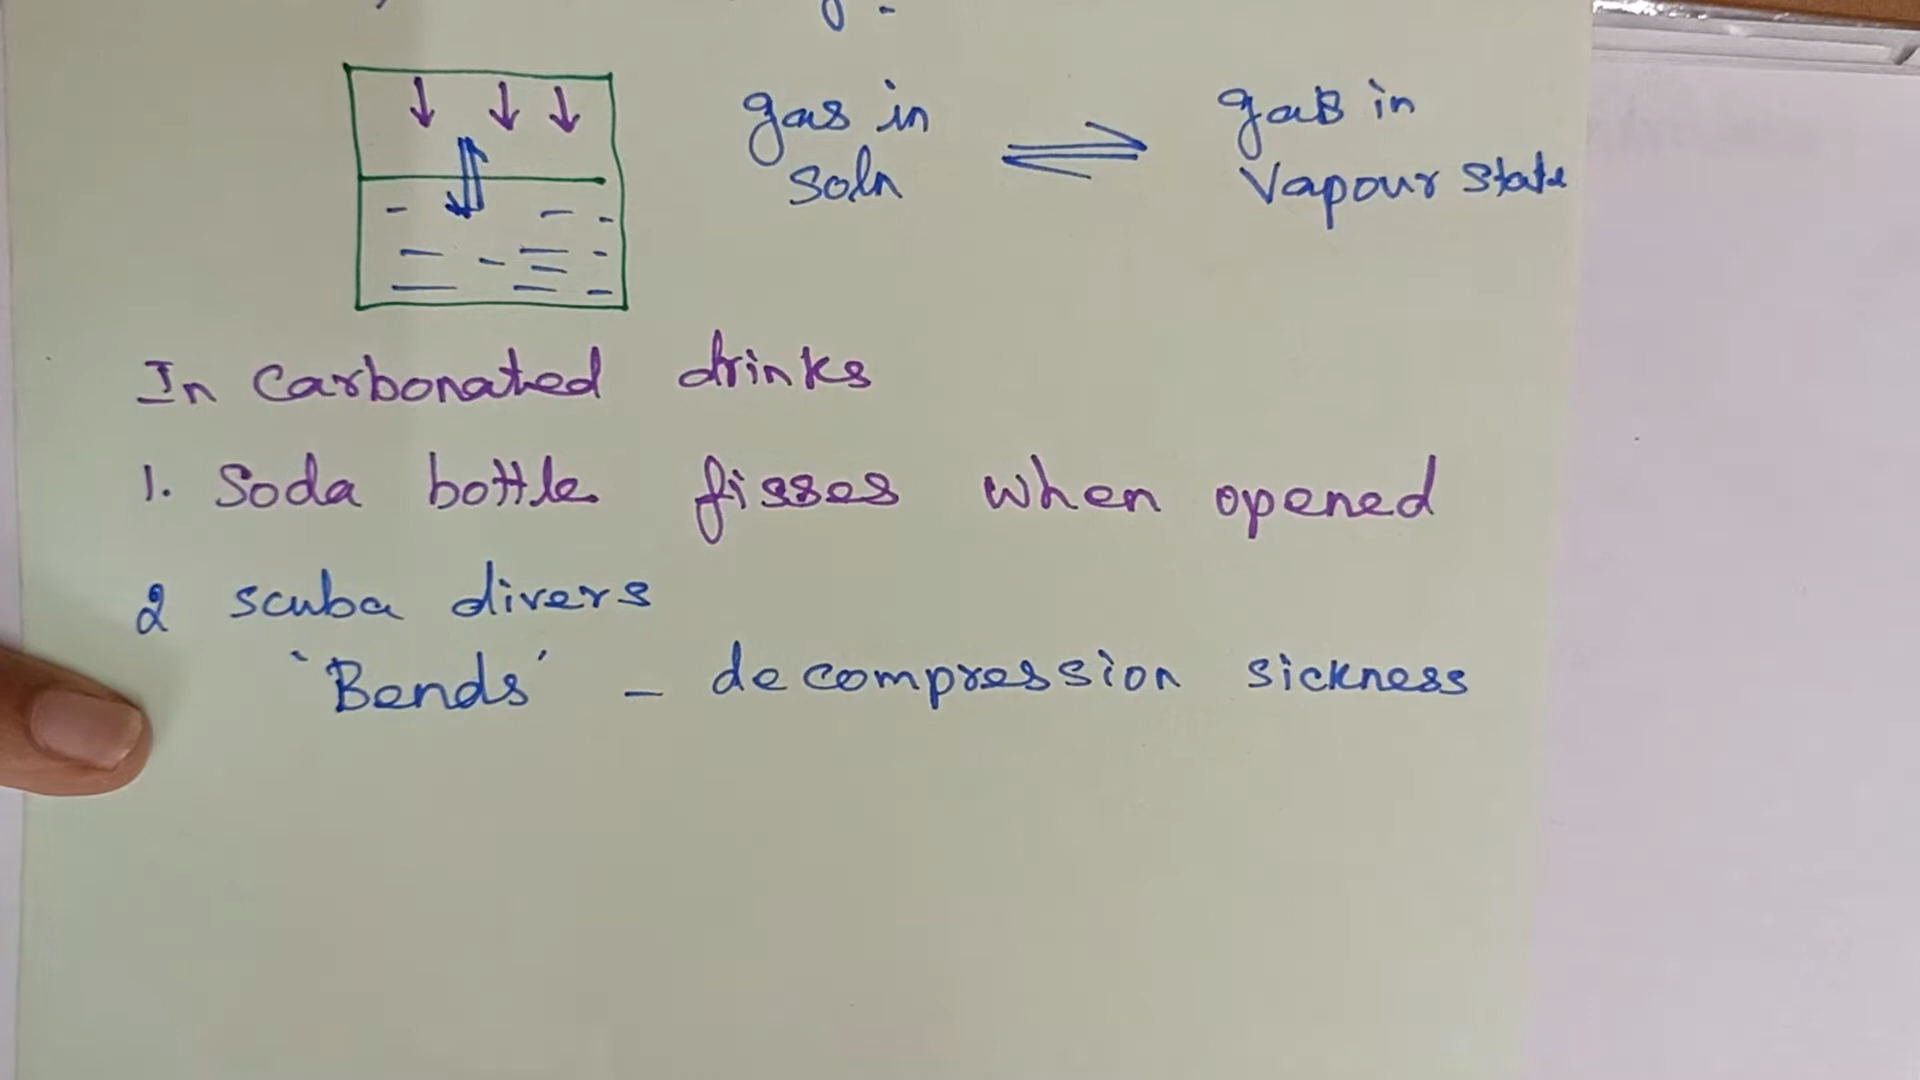 gas in ⇌ gas in
soln Vapour State
In Carbonated drinks
1. Soda bottle fisses when opened
2 scuba divers
'Bends' - decompression sickness